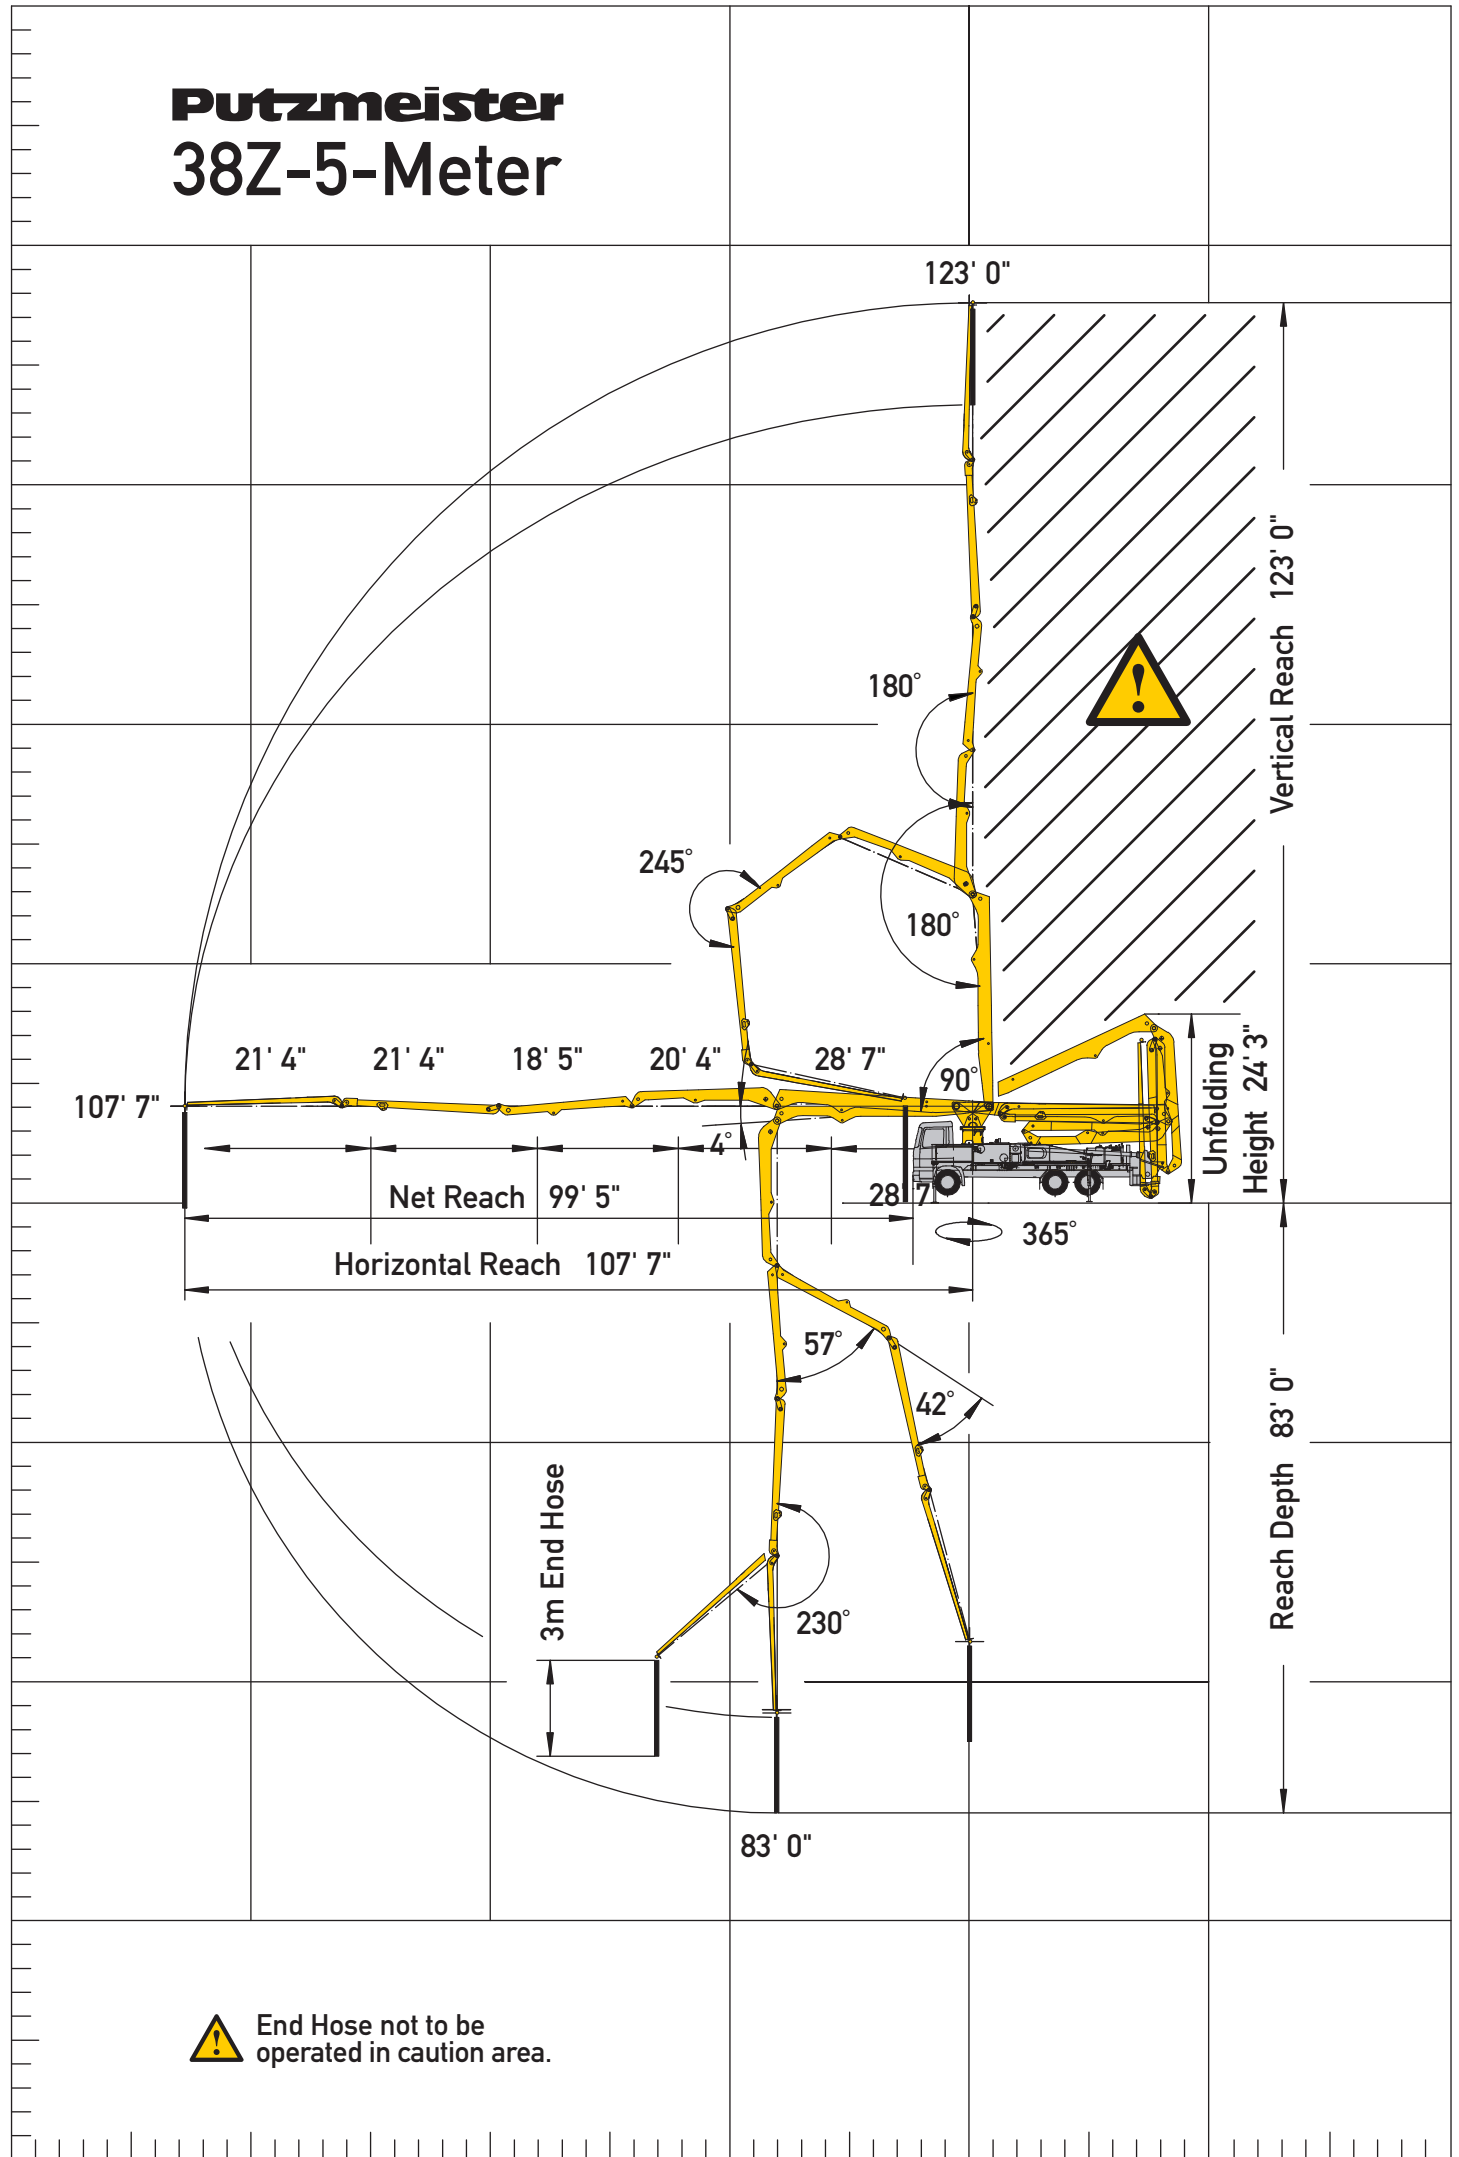 Putzmeister
38Z-5-Meter
123' 0"
Vertical Reach 123' 0"
180°
245°
180°
21' 4"
21' 4"
18' 5"
20' 4"
28' 7"
90°
Unfolding
Height 24' 3"
107' 7"
4°
Net Reach 99' 5"
28' 7
365°
Horizontal Reach 107' 7"
57°
42°
Reach Depth 83' 0"
3m End Hose
230°
83' 0"
End Hose not to be
operated in caution area.